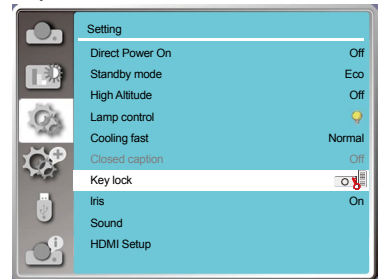 Setting
Direct Power On Off
Standby mode Eco
High Altitude Off
Lamp control
Cooling fast Normal
Closed caption Off
Key lock
Iris On
Sound
HDMI Setup